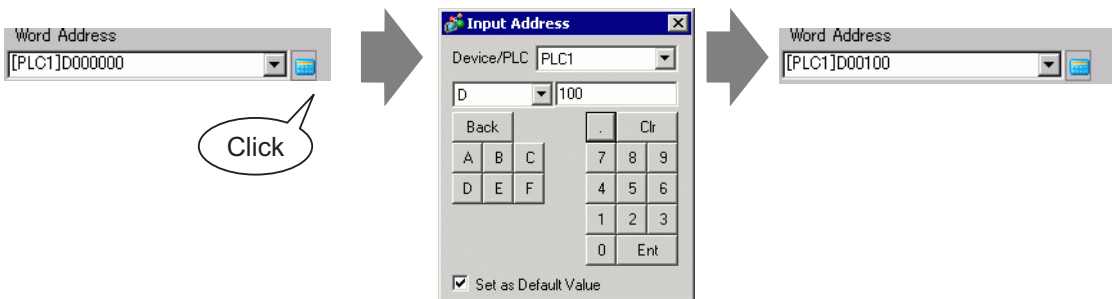 Word Address
[PLC1]D000000
Click
Input Address
Device/PLC PLC1
D 100
Back . Clr
A B C 7 8 9
D E F 4 5 6
1 2 3
0 Ent
Set as Default Value
Word Address
[PLC1]D00100